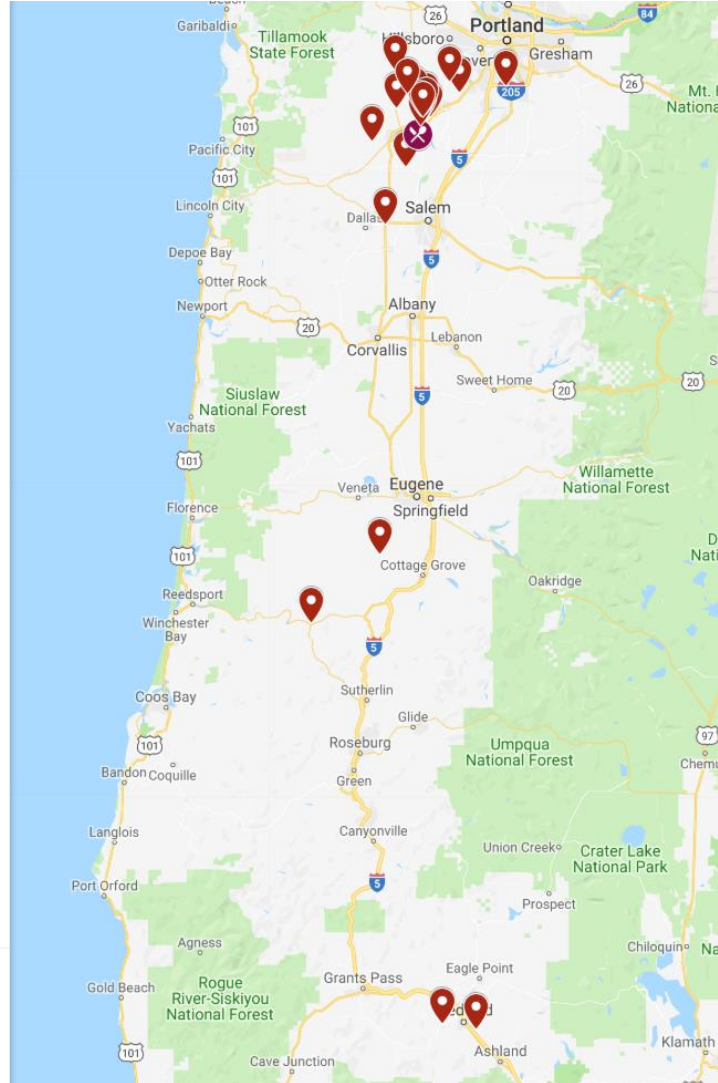 26
Portland
84
Garibaldi
Tillamook
State Forest
Hillsboro
Gresham
205
26
Mt.
Nationa
101
Pacific City
101
5
Lincoln City
Dallas
Salem
Depoe Bay
5
Otter Rock
Newport
Albany
20
Lebanon
Corvallis
Sweet Home
20
20
Siuslaw
National Forest
5
Yachats
101
Willamette
National Forest
Eugene
Veneta
Springfield
Florence
101
Cottage Grove
Oakridge
Reedsport
Winchester
Bay
5
Sutherlin
Coos Bay
Glide
97
101
Roseburg
Umpqua
National Forest
Chemu
Bandon
Coquille
Green
Langlois
Canyonville
Union Creek
Crater Lake
National Park
5
Port Orford
Prospect
Agness
Chiloquin
Na
Eagle Point
Gold Beach
Rogue
River-Siskiyou
National Forest
Grants Pass
101
Cave Junction
Ashland
Klamath